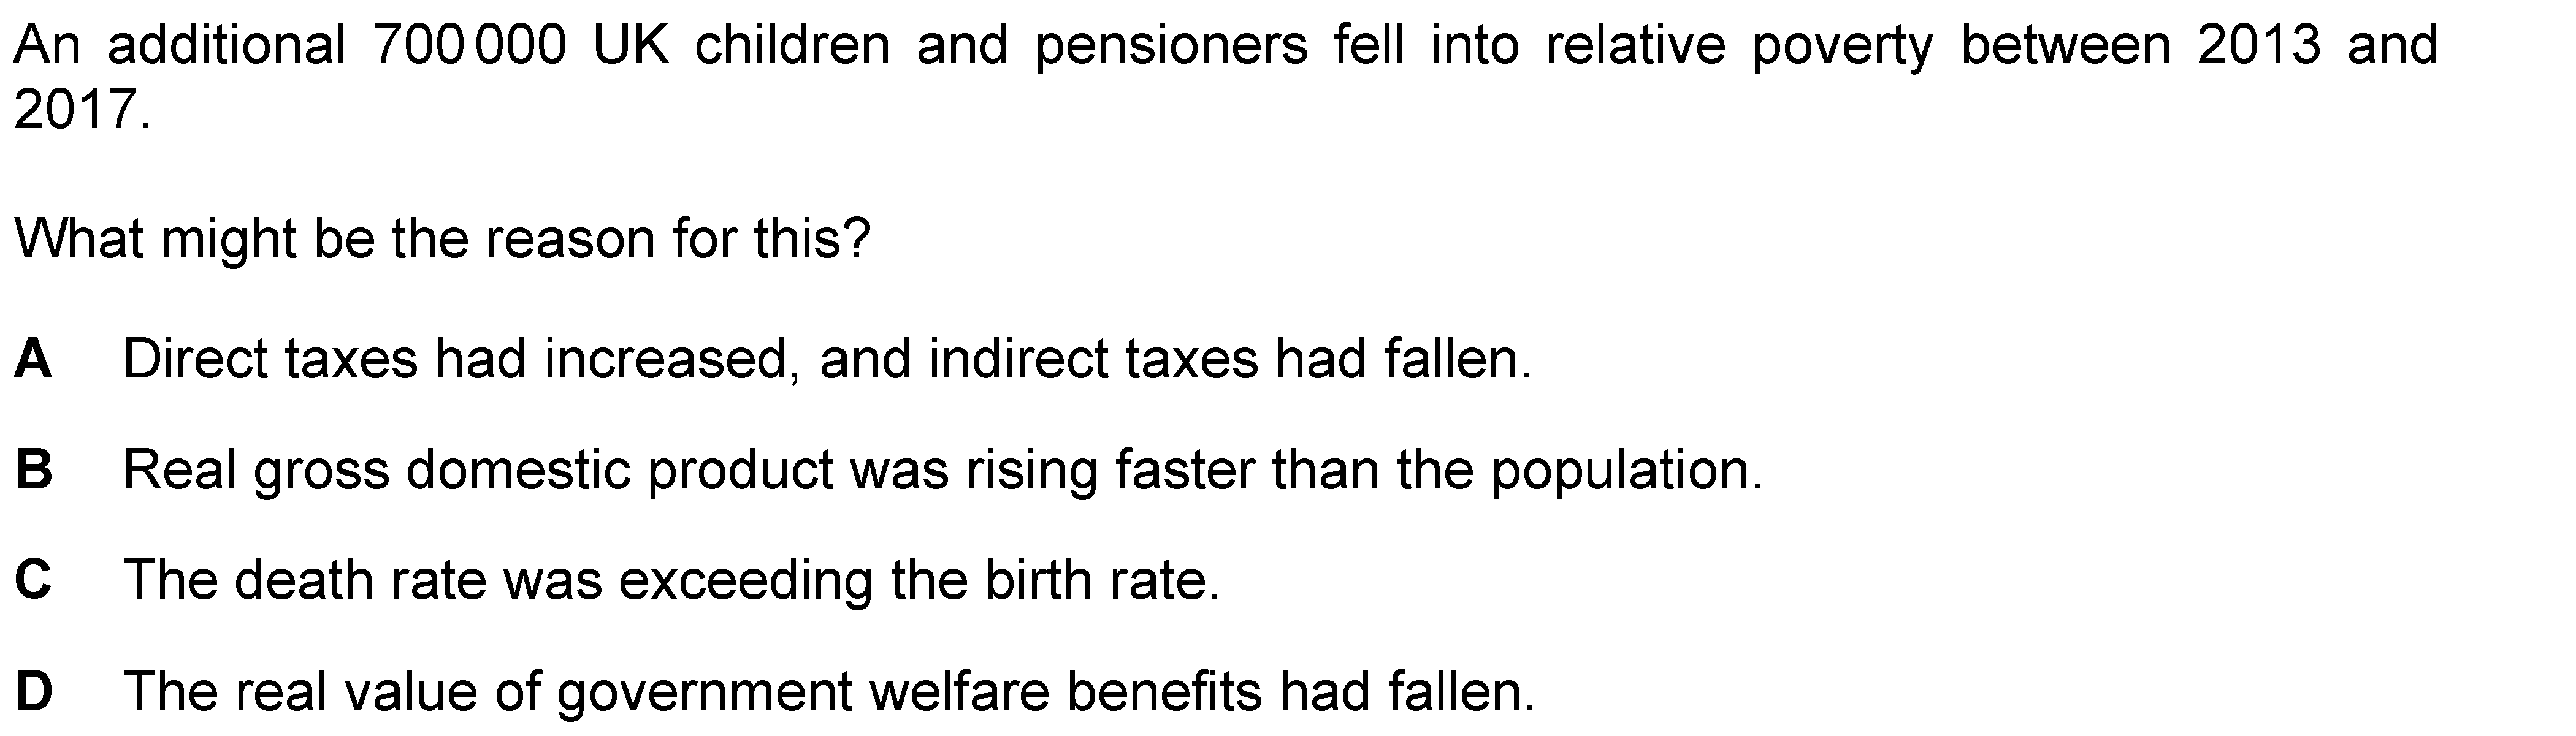 An additional 700 000 UK children and pensioners fell into relative poverty between 2013 and
2017.
What might be the reason for this?
A Direct taxes had increased, and indirect taxes had fallen.
B Real gross domestic product was rising faster than the population.
C The death rate was exceeding the birth rate.
D The real value of government welfare benefits had fallen.